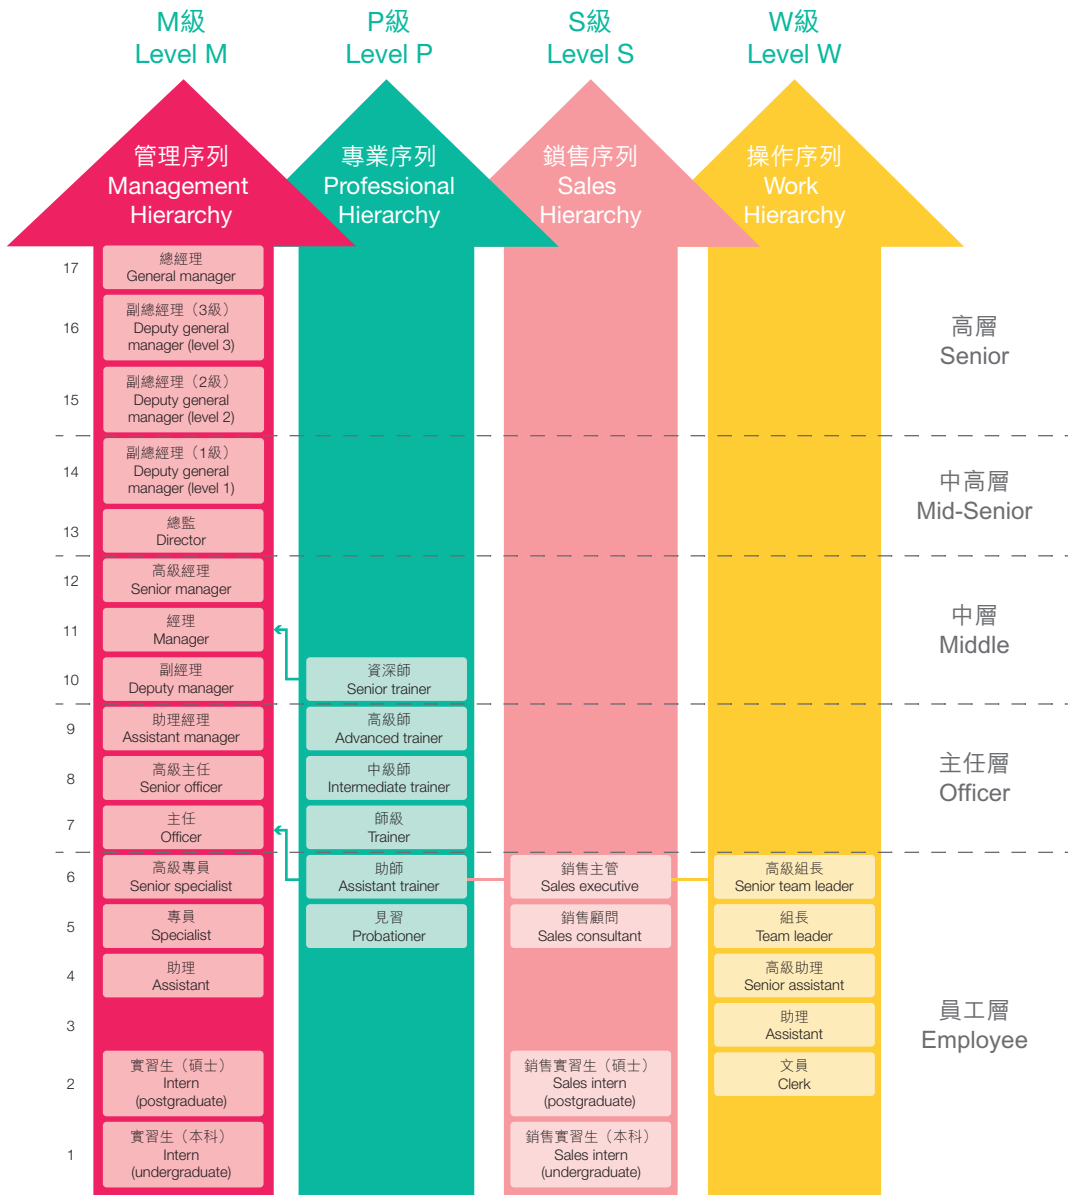 M級
Level M
P級
Level P
S級
Level S
W級
Level W
管理序列
Management
Hierarchy
專業序列
Professional
Hierarchy
鎖售序列
Sales
Hierarchy
操作序列
Work
Hierarchy
17
總經理
General manager
16
副總經理（3級）
Deputy general
manager (level 3)
15
副總經理（2級）
Deputy general
manager (level 2)
高層
Senior
14
副總經理（1級）
Deputy general
manager (level 1)
13
總監
Director
中高層
Mid-Senior
12
高級經理
Senior manager
11
經理
Manager
10
副經理
Deputy manager
資深師
Senior trainer
中層
Middle
9
助理經理
Assistant manager
高級師
Advanced trainer
8
高級主任
Senior officer
中級師
Intermediate trainer
7
主任
Officer
師級
Trainer
主任層
Officer
6
高級專員
Senior specialist
助師
Assistant trainer
銷售主管
Sales executive
高級組長
Senior team leader
5
專員
Specialist
見習
Probationer
銷售顧問
Sales consultant
組長
Team leader
4
助理
Assistant
高級助理
Senior assistant
3
助理
Assistant
2
實習生（碩士）
Intern
(postgraduate)
銷售實習生（碩士）
Sales intern
(postgraduate)
文員
Clerk
1
實習生（本科）
Intern
(undergraduate)
銷售實習生（本科）
Sales intern
(undergraduate)
員工層
Employee